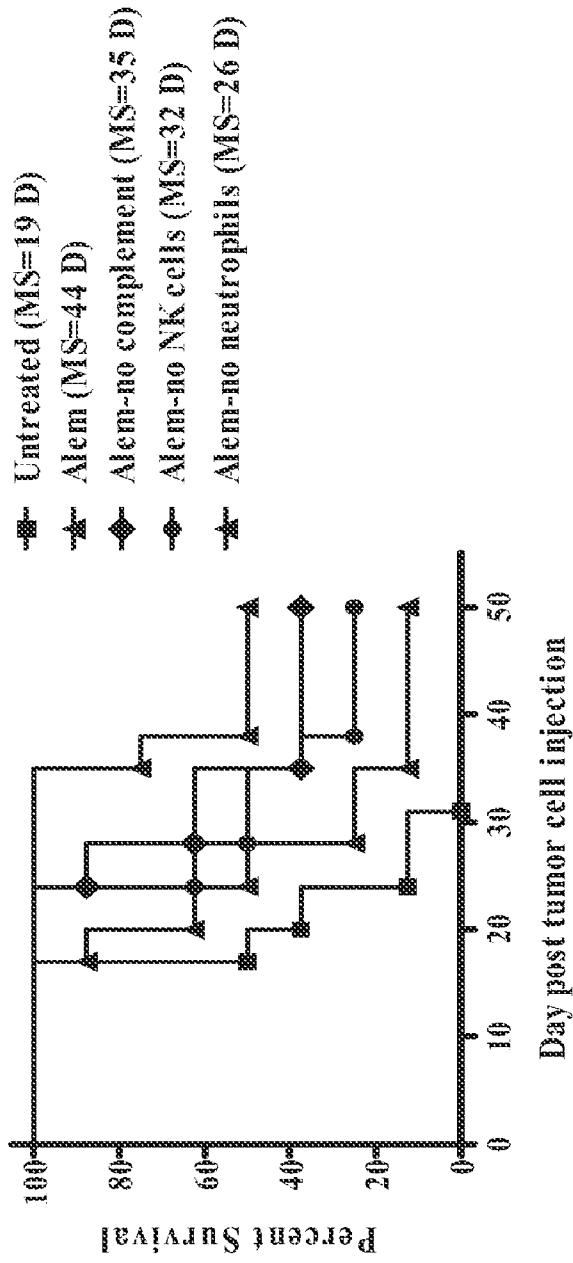 Untreated (MS=19 D)
Alem (MS=44 D)
Alem-no complement (MS=35 D)
Alem-no NK cells (MS=32 D)
Alem-no neutrophils (MS=26 D)
Percent Survival
100
80
60
40
20
0
0 10 20 30 40 50
Day post tumor cell injection